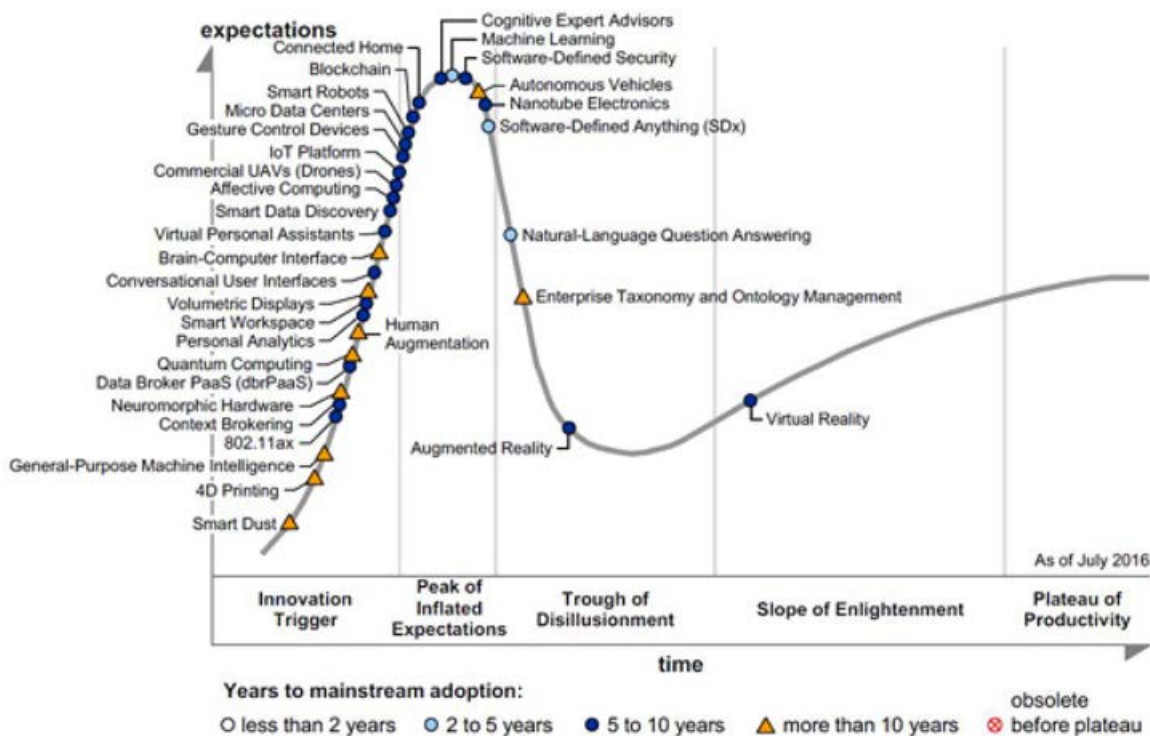 expectations
Cognitive Expert Advisors
Machine Learning
Software-Defined Security
Autonomous Vehicles
Nanotube Electronics
Software-Defined Anything (SDx)
Connected Home
Blockchain
Smart Robots
Micro Data Centers
Gesture Control Devices
IoT Platform
Commercial UAVs (Drones)
Affective Computing
Smart Data Discovery
Virtual Personal Assistants
Brain-Computer Interface
Conversational User Interfaces
Volumetric Displays
Smart Workspace
Personal Analytics
Human
Augmentation
Quantum Computing
Data Broker PaaS (dbrPaaS)
Neuromorphic Hardware
Context Brokering
802.11ax
General-Purpose Machine Intelligence
4D Printing
Smart Dust
Natural-Language Question Answering
Enterprise Taxonomy and Ontology Management
Augmented Reality
Virtual Reality
As of July 2016
Innovation
Trigger
Peak of
Inflated
Expectations
Trough of
Disillusionment
Slope of Enlightenment
Plateau of
Productivity
time
Years to mainstream adoption:
less than 2 years
2 to 5 years
5 to 10 years
more than 10 years
obsolete
before plateau